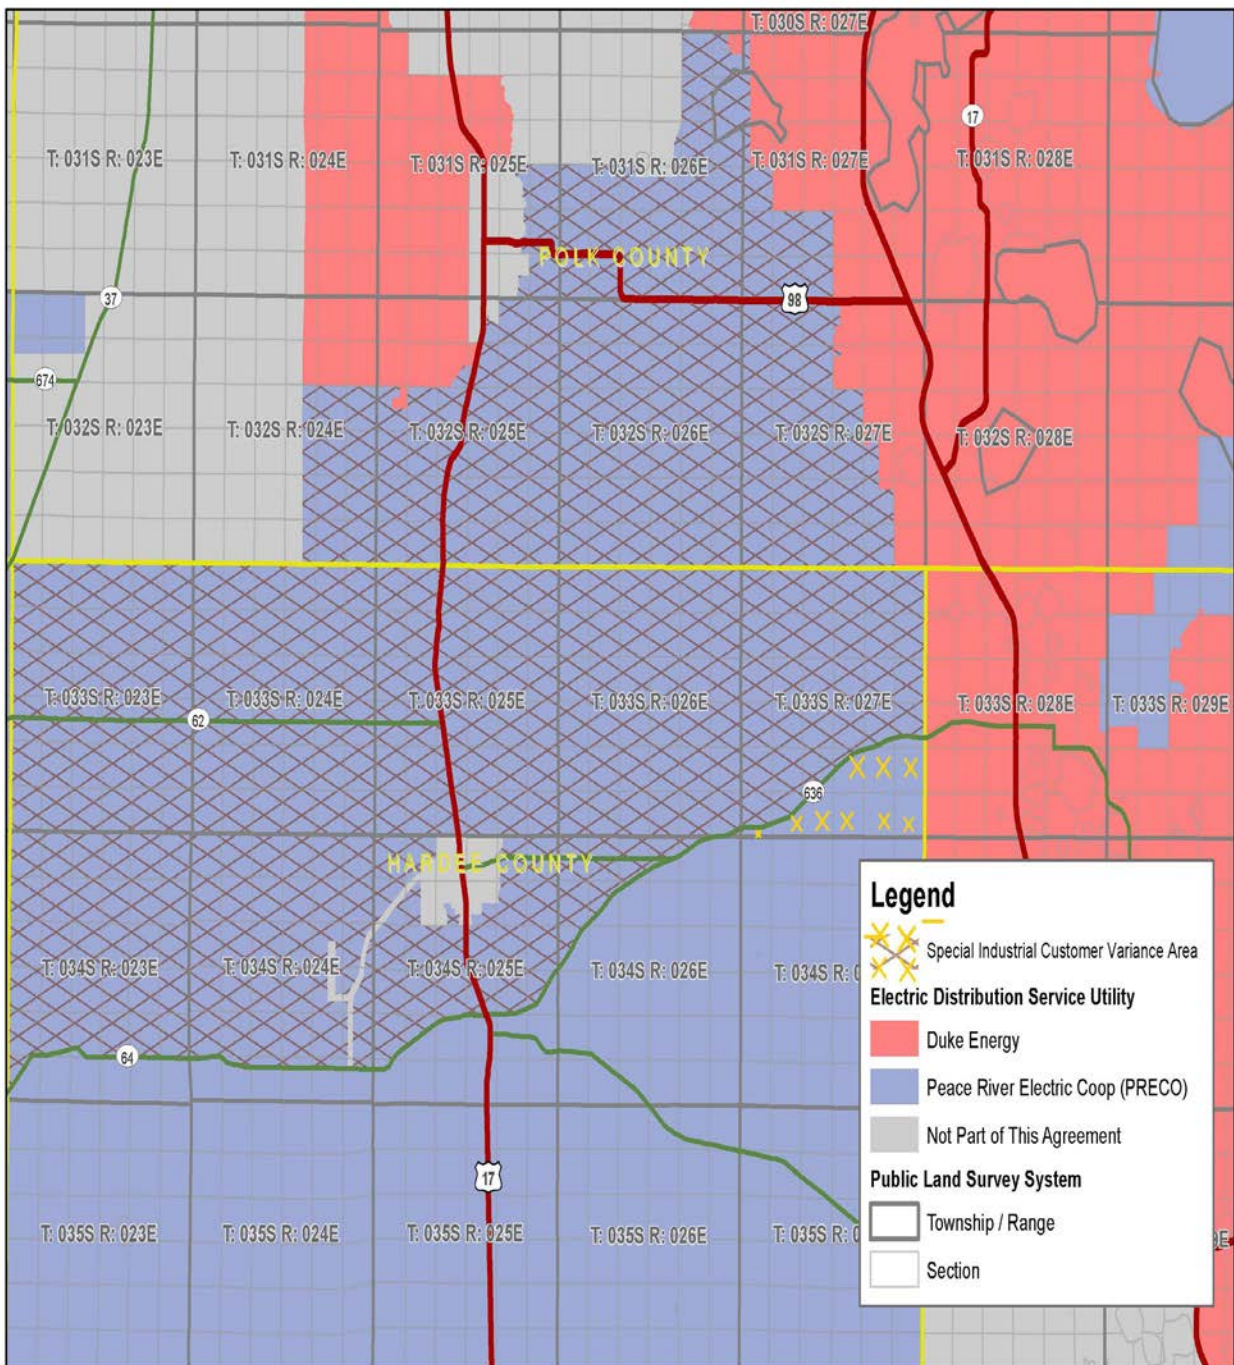 T: 030S R: 027E
17
T: 031S R: 023E
T: 031S R: 024E
T: 031S R: 025E
T: 031S R: 026E
T: 031S R: 027E
T: 031S R: 028E
POLK COUNTY
37
98
674
T: 032S R: 023E
T: 032S R: 024E
T: 032S R: 025E
T: 032S R: 026E
T: 032S R: 027E
T: 032S R: 028E
T: 033S R: 023E
T: 033S R: 024E
T: 033S R: 025E
T: 033S R: 026E
T: 033S R: 027E
T: 033S R: 028E
T: 033S R: 029E
62
636
HARDEE COUNTY
T: 034S R: 023E
T: 034S R: 024E
T: 034S R: 025E
T: 034S R: 026E
T: 034S
64
17
T: 035S R: 023E
T: 035S R: 024E
T: 035S R: 025E
T: 035S R: 026E
T: 035S
Legend
Special Industrial Customer Variance Area
Electric Distribution Service Utility
Duke Energy
Peace River Electric Coop (PRECO)
Not Part of This Agreement
Public Land Survey System
Township / Range
Section